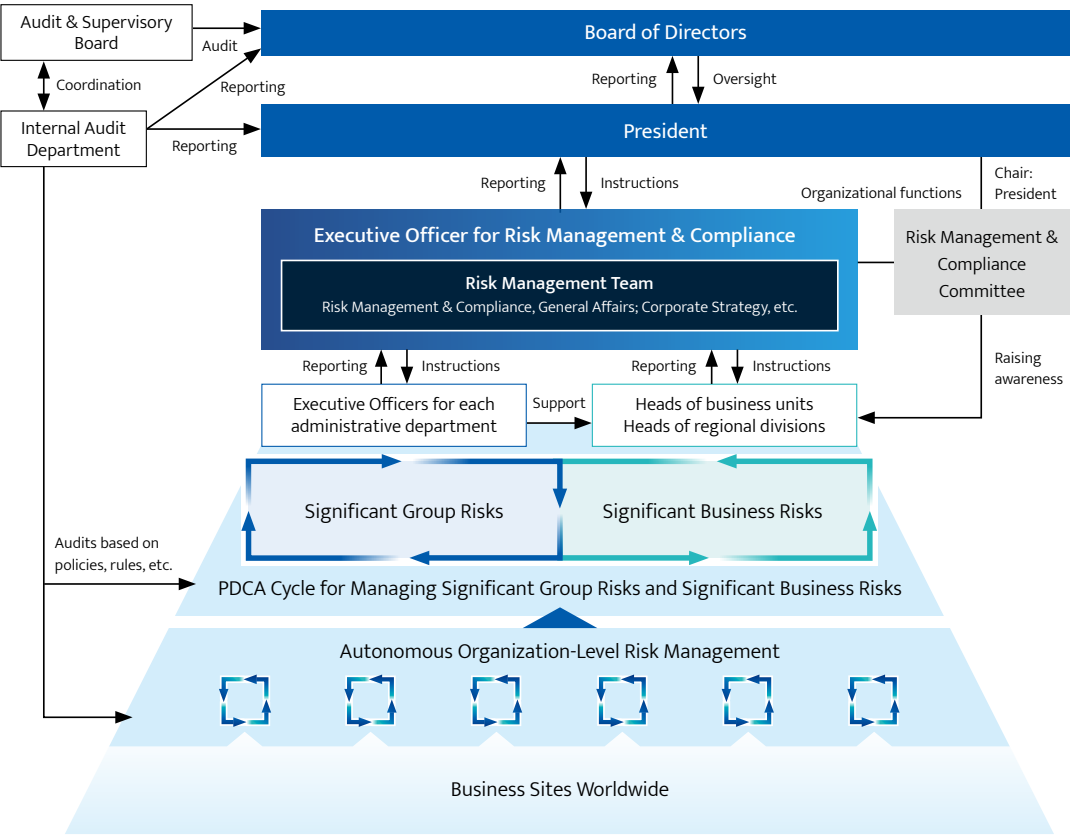 Audit & Supervisory
Board
Audit
Board of Directors
Coordination
Reporting
Reporting
Oversight
Internal Audit
Department
Reporting
President
Reporting
Instructions
Organizational functions
Chair:
President
Executive Officer for Risk Management & Compliance
Risk Management Team
Risk Management & Compliance, General Affairs; Corporate Strategy, etc.
Risk Management &
Compliance
Committee
Reporting
Instructions
Reporting
Instructions
Raising
awareness
Executive Officers for each
administrative department
Support
Heads of business units
Heads of regional divisions
Significant Group Risks
Significant Business Risks
Audits based on
policies, rules, etc.
PDCA Cycle for Managing Significant Group Risks and Significant Business Risks
Autonomous Organization-Level Risk Management
Business Sites Worldwide